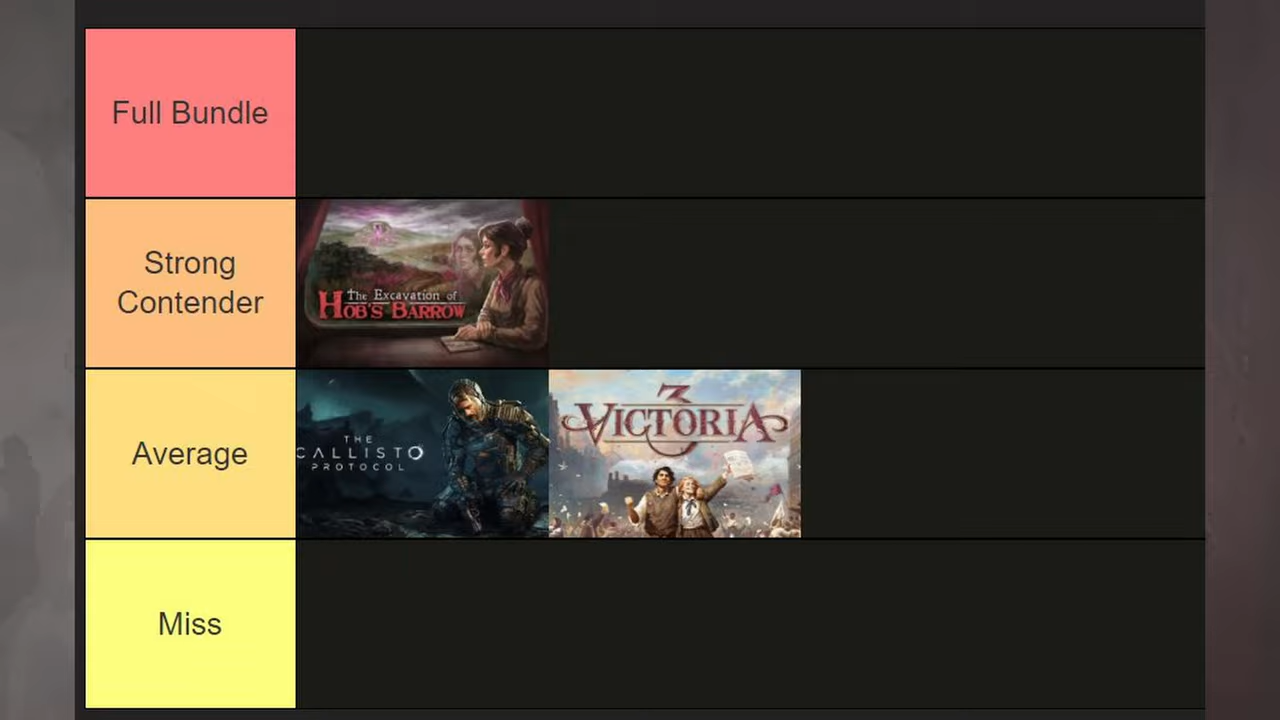 Full Bundle
Strong
Contender
The Excavation of
HOB'S BARROW
Average
THE
CALLISTO
PROTOCOL
3
VICTORIA
Miss